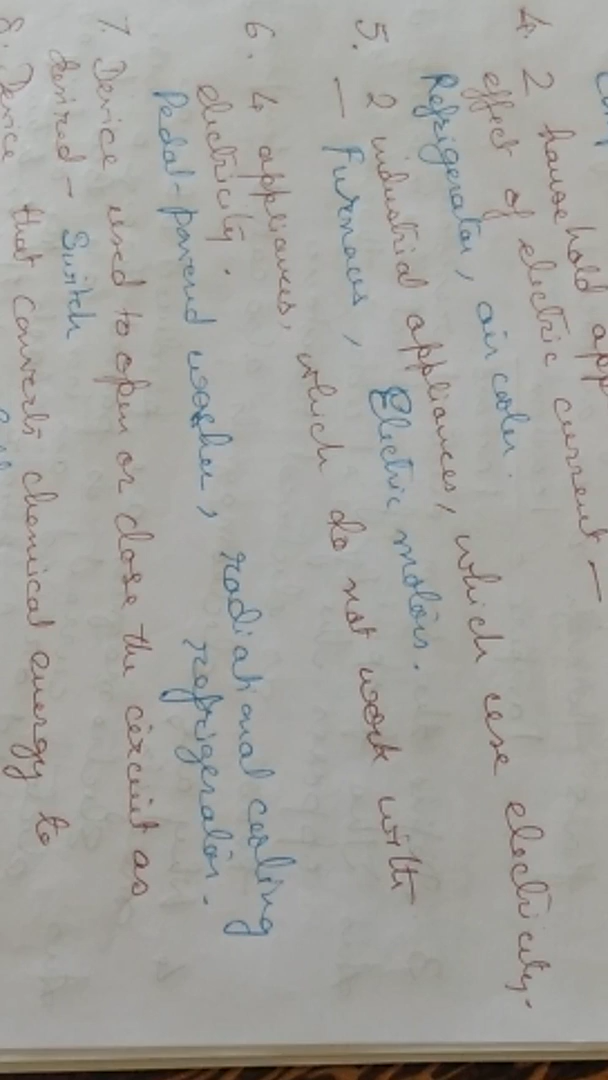 4. 2 household app
effect of electric current -
Refrigerator, air cooler.
5. 2 industrial appliances, which use electricity.
- Furnaces, Electric motors.
6. 4 appliances, which do not work with
electricity.
Pedal-powered washer, radiational cooling
refrigerator.
7. Device used to open or close the circuit as
desired - Switch
8. Device that converts chemical energy to